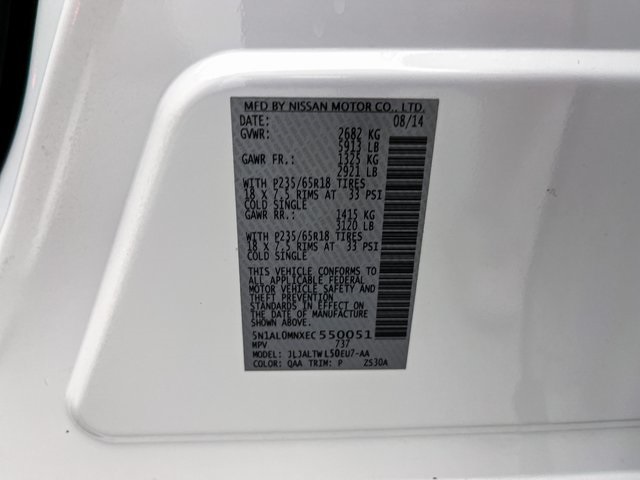 MFD BY NISSAN MOTOR CO., LTD.
DATE: 08/14
GVWR: 2682 KG
5913 LB
GAWR FR.: 1325 KG
2921 LB
WITH P235/65R18 TIRES
18 X 7.5 RIMS AT 33 PSI
COLD SINGLE
GAWR RR.: 1415 KG
3120 LB
WITH P235/65R18 TIRES
18 X 7.5 RIMS AT 33 PSI
COLD SINGLE
THIS VEHICLE CONFORMS TO
ALL APPLICABLE FEDERAL
MOTOR VEHICLE SAFETY AND
THEFT PREVENTION
STANDARDS IN EFFECT ON
THE DATE OF MANUFACTURE
SHOWN ABOVE.
5N1AL0MNXEC550051
MPV 737
MODEL: JLJALTWL50EU7-AA
COLOR: QAA TRIM: P ZS30A